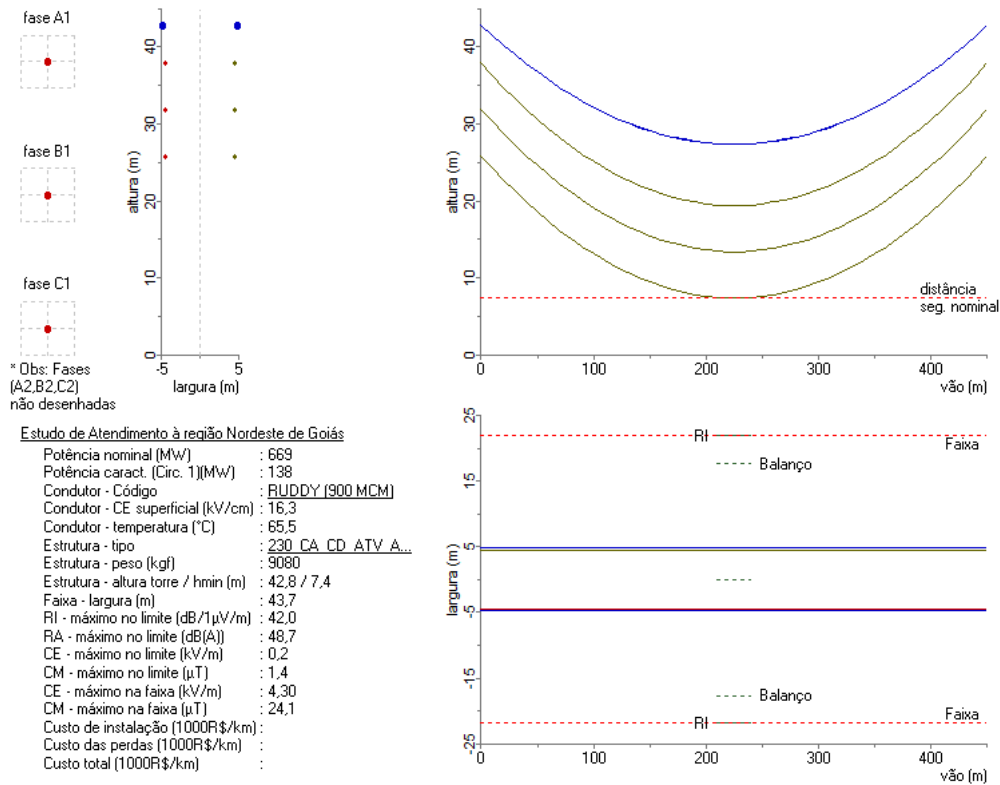 fase A1
fase B1
fase C1
* Obs: Fases
(A2,B2,C2)
não desenhadas
altura (m)
40
30
20
10
0
-5
5
largura (m)
altura (m)
40
30
20
10
0
distância
seg. nominal
0
100
200
300
400
vão (m)
Estudo de Atendimento à região Nordeste de Goiás
Potência nominal (MW) : 669
Potência caract. (Circ. 1)(MW) : 138
Condutor - Código : RUDDY (900 MCM)
Condutor - CE superficial (kV/cm) : 16,3
Condutor - temperatura (°C) : 65,5
Estrutura - tipo : 230 CA CD ATV A...
Estrutura - peso (kgf) : 9080
Estrutura - altura torre / hmin (m) : 42,8 / 7,4
Faixa - largura (m) : 43,7
RI - máximo no limite (dB/1µV/m) : 42,0
RA - máximo no limite (dB(A)) : 48,7
CE - máximo no limite (kV/m) : 0,2
CM - máximo no limite (µT) : 1,4
CE - máximo na faixa (kV/m) : 4,30
CM - máximo na faixa (µT) : 24,1
Custo de instalação (1000R$/km) :
Custo das perdas (1000R$/km) :
Custo total (1000R$/km) :
largura (m)
25
15
5
-5
-15
-25
RI
Faixa
Balanço
Balanço
RI
Faixa
0
100
200
300
400
vão (m)